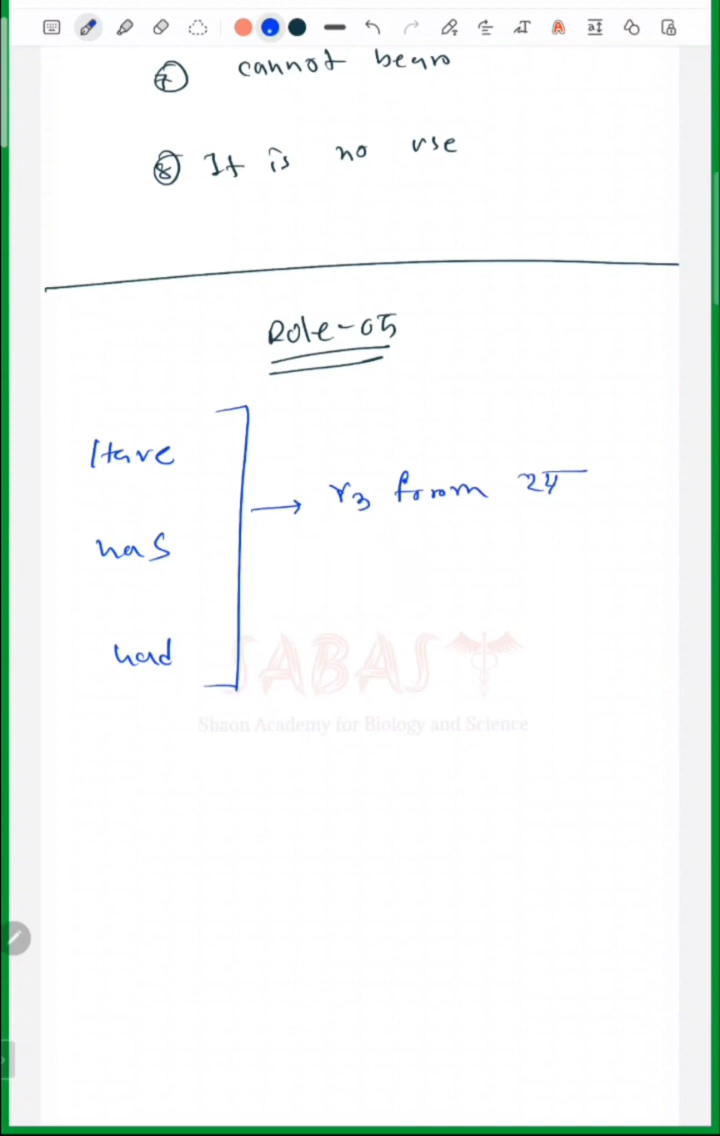 ⑦ cannot bear
⑧ It is no use
Role-05
Have
has
had
→ V3 form হয়
SABAS
Shaon Academy for Biology and Science